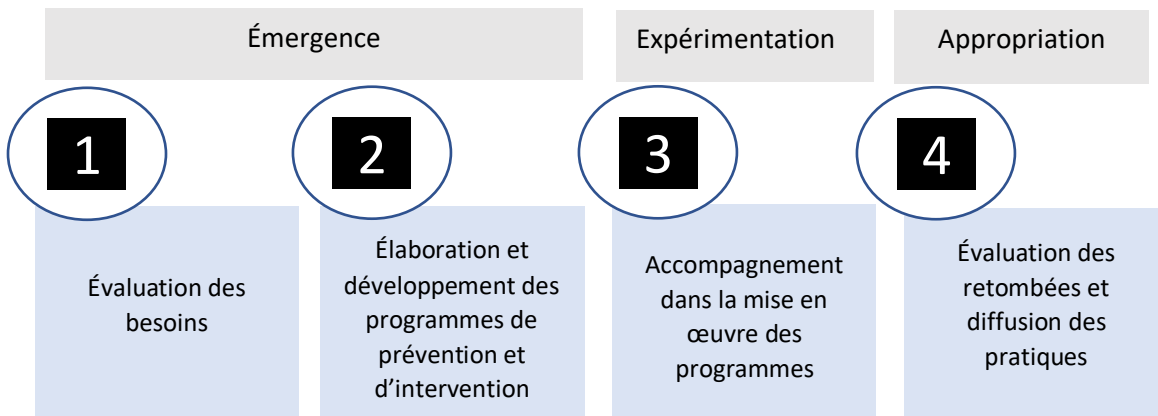 Émergence
Expérimentation
Appropriation
1
2
3
4
Évaluation des
besoins
Élaboration et
développement des
programmes de
prévention et
d’intervention
Accompagnement
dans la mise en
œuvre des
programmes
Évaluation des
retombées et
diffusion des
pratiques